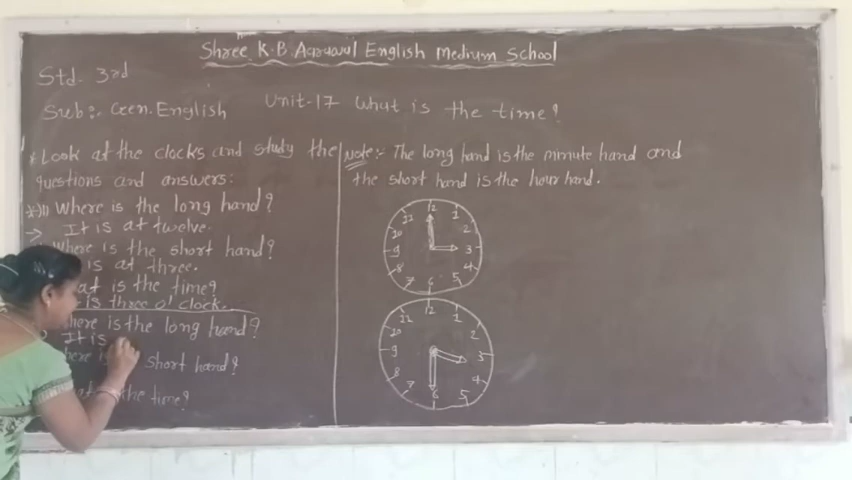 Shree K.B. Agrawal English Medium School
Std- 3rd
Sub:- Gen. English
Unit-17 What is the time?
* Look at the clocks and study the
questions and answers:
(1) Where is the long hand?
→ It is at twelve.
Where is the short hand?
is at three.
What is the time?
is three o'clock.
Where is the long hand?
It is
short hand?
the time?
Note:- The long hand is the minute hand and
the short hand is the hour hand.
12
1
2
3
4
5
6
7
8
9
10
11
12
1
2
3
4
5
6
7
8
9
10
11